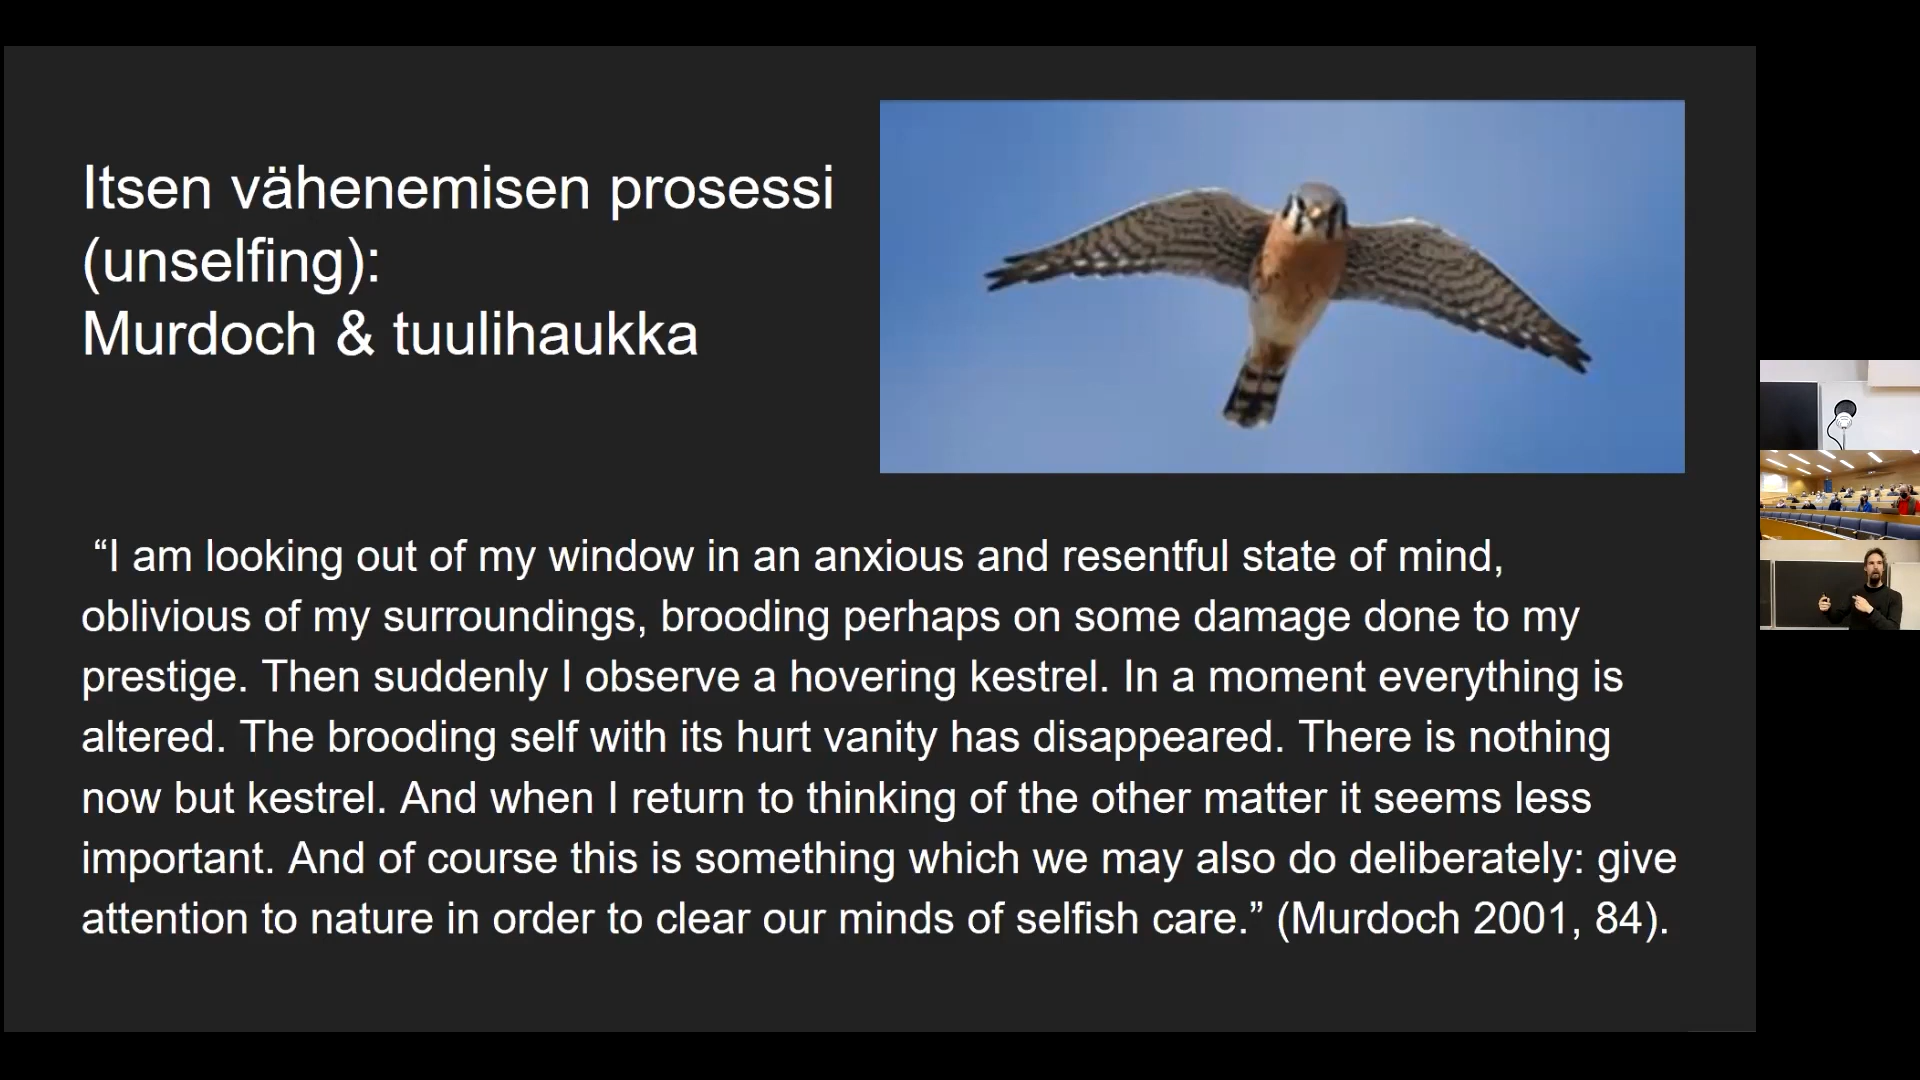 Itsen vähenemisen prosessi
(unselfing):
Murdoch & tuulihaukka
“I am looking out of my window in an anxious and resentful state of mind,
oblivious of my surroundings, brooding perhaps on some damage done to my
prestige. Then suddenly I observe a hovering kestrel. In a moment everything is
altered. The brooding self with its hurt vanity has disappeared. There is nothing
now but kestrel. And when I return to thinking of the other matter it seems less
important. And of course this is something which we may also do deliberately: give
attention to nature in order to clear our minds of selfish care.” (Murdoch 2001, 84).